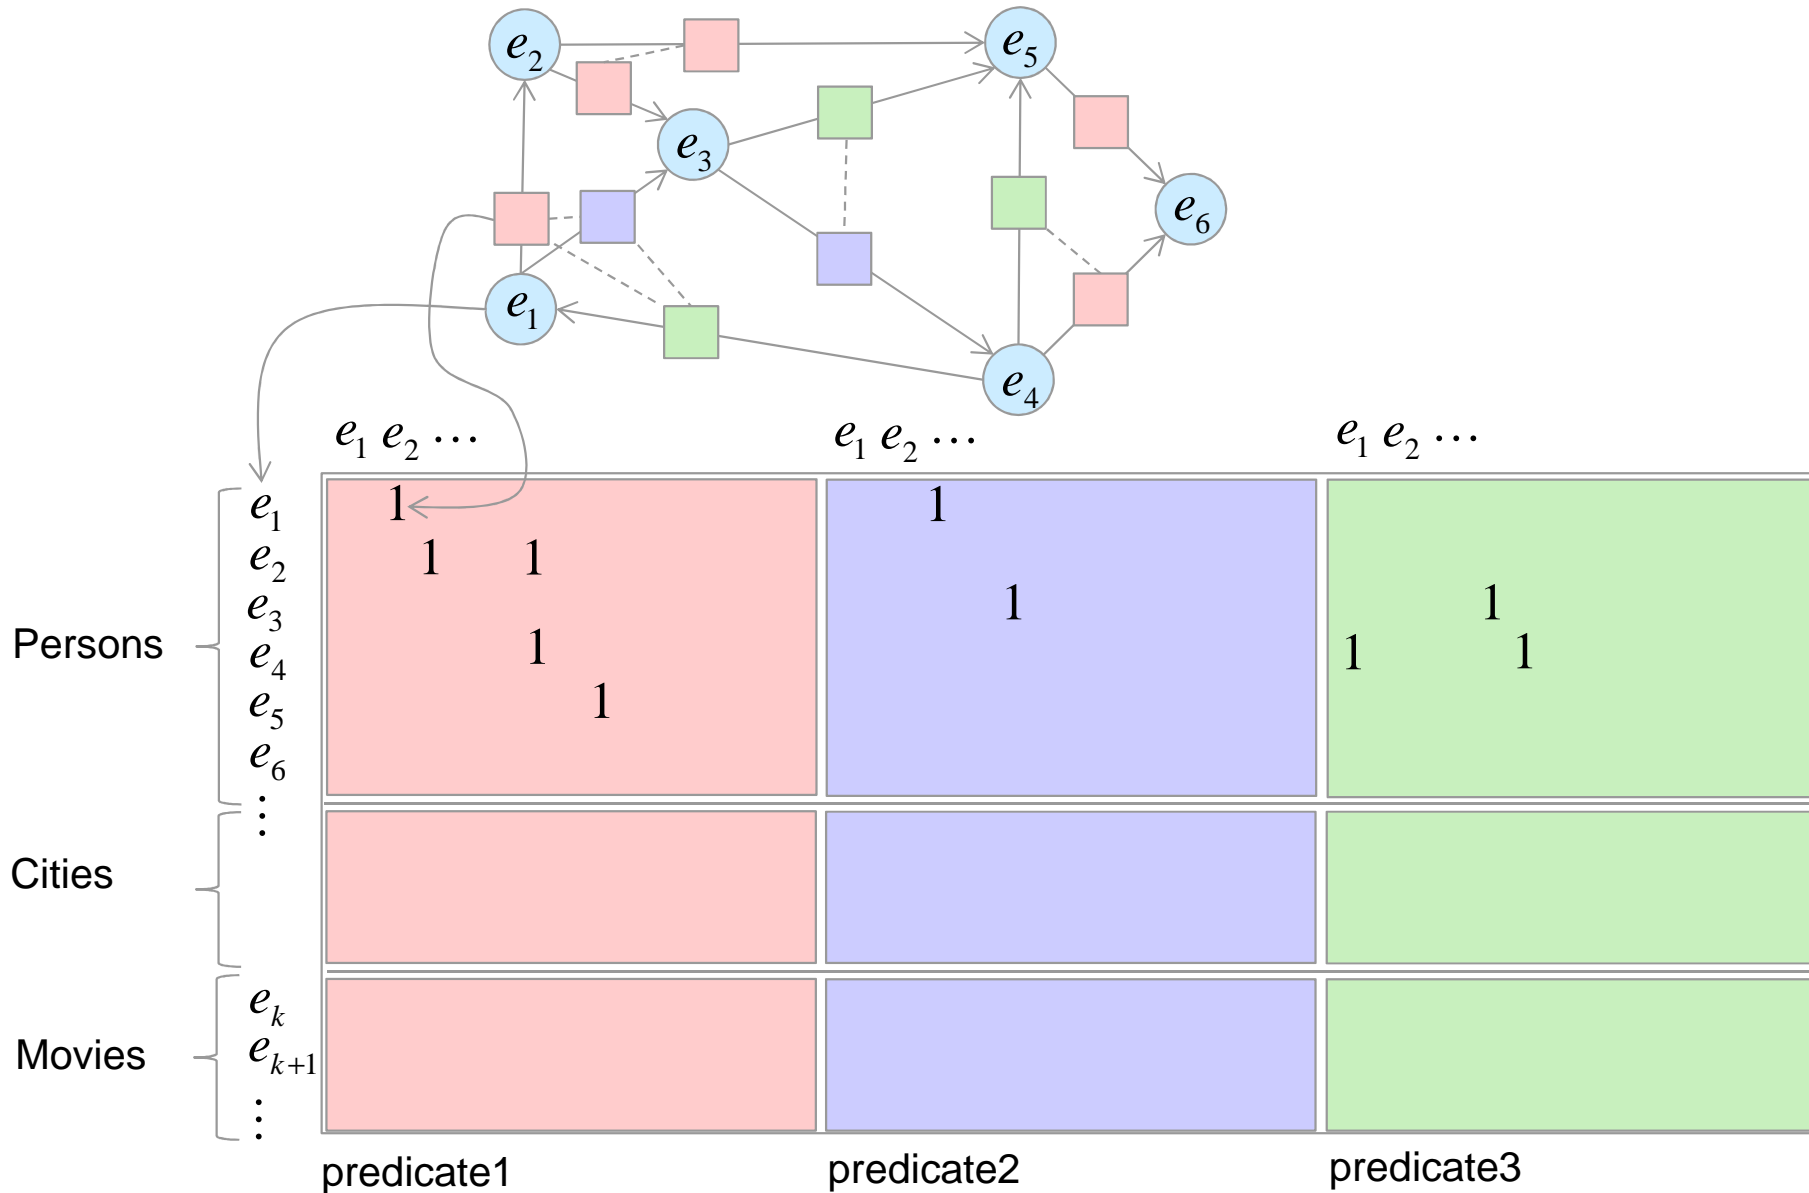 e₂
e₅
e₃
e₆
e₁
e₄
e₁ e₂ ⋯
e₁ e₂ ⋯
e₁ e₂ ⋯
e₁ 1 1
e₂ 1 1
e₃ 1 1
Persons
e₄ 1 1 1
e₅ 1
e₆
⋮
Cities
eₖ
Movies
eₖ₊₁
⋮
predicate1 predicate2 predicate3